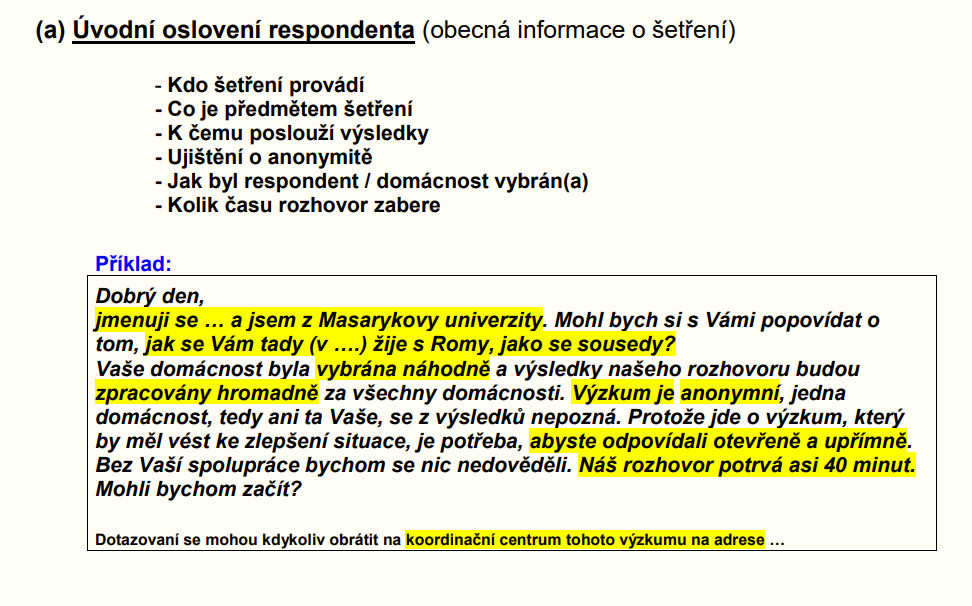 (a) Úvodní oslovení respondenta (obecná informace o šetření)
- Kdo šetření provádí
- Co je předmětem šetření
- K čemu poslouží výsledky
- Ujištění o anonymitě
- Jak byl respondent / domácnost vybrán(a)
- Kolik času rozhovor zabere
Příklad:
Dobrý den,
jmenuji se … a jsem z Masarykovy univerzity. Mohl bych si s Vámi popovídat o
tom, jak se Vám tady (v ….) žije s Romy, jako se sousedy?
Vaše domácnost byla vybrána náhodně a výsledky našeho rozhovoru budou
zpracovány hromadně za všechny domácnosti. Výzkum je anonymní, jedna
domácnost, tedy ani ta Vaše, se z výsledků nepozná. Protože jde o výzkum, který
by měl vést ke zlepšení situace, je potřeba, abyste odpovídali otevřeně a upřímně.
Bez Vaší spolupráce bychom se nic nedověděli. Náš rozhovor potrvá asi 40 minut.
Mohli bychom začít?
Dotazovaní se mohou kdykoliv obrátit na koordinační centrum tohoto výzkumu na adrese …